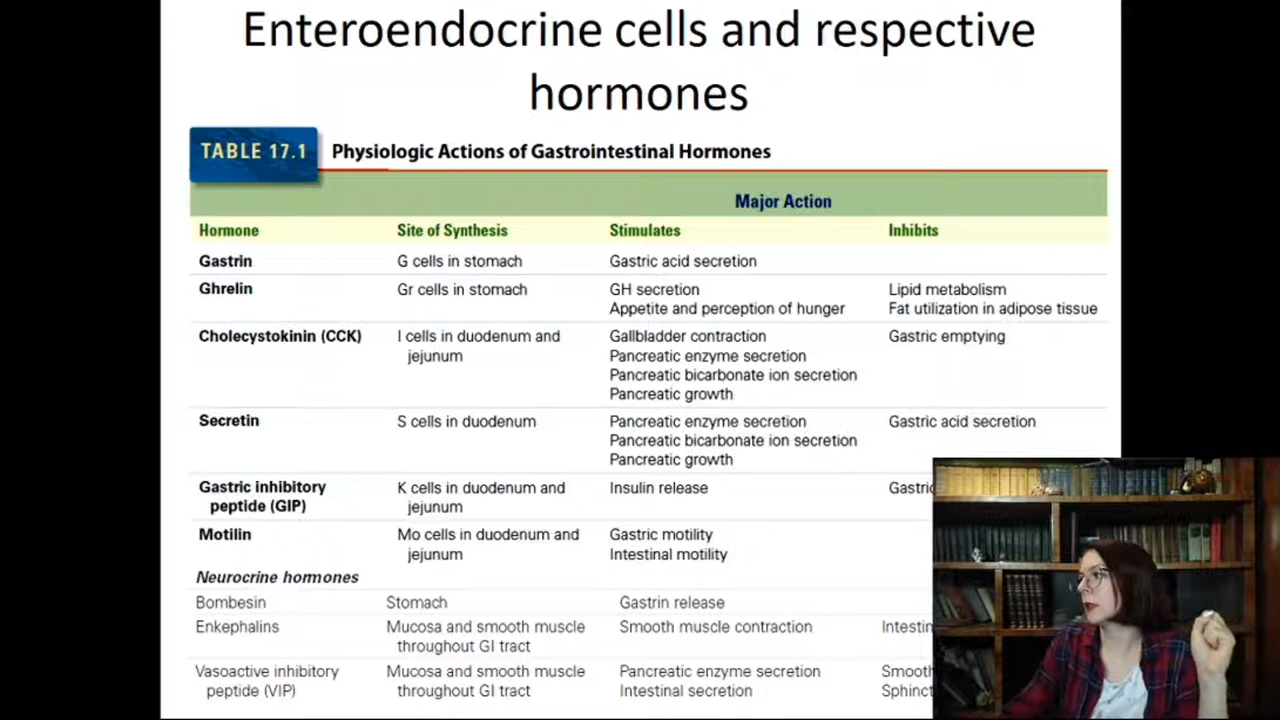 Enteroendocrine cells and respective
hormones
TABLE 17.1 Physiologic Actions of Gastrointestinal Hormones
Major Action
Hormone Site of Synthesis Stimulates Inhibits
Gastrin G cells in stomach Gastric acid secretion
Ghrelin Gr cells in stomach GH secretion Lipid metabolism
Appetite and perception of hunger Fat utilization in adipose tissue
Cholecystokinin (CCK) I cells in duodenum and Gallbladder contraction Gastric emptying
jejunum Pancreatic enzyme secretion
Pancreatic bicarbonate ion secretion
Pancreatic growth
Secretin S cells in duodenum Pancreatic enzyme secretion Gastric acid secretion
Pancreatic bicarbonate ion secretion
Pancreatic growth
Gastric inhibitory K cells in duodenum and Insulin release
peptide (GIP) jejunum
Motilin Mo cells in duodenum and Gastric motility
jejunum Intestinal motility
Neurocrine hormones
Bombesin Stomach Gastrin release
Enkephalins Mucosa and smooth muscle Smooth muscle contraction
throughout GI tract
Vasoactive inhibitory Mucosa and smooth muscle Pancreatic enzyme secretion
peptide (VIP) throughout GI tract Intestinal secretion